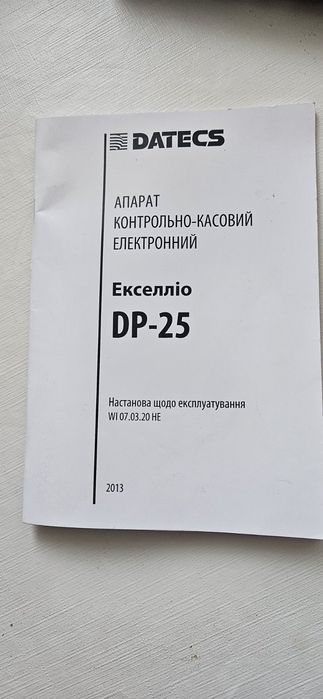 DATECS
АПАРАТ
КОНТРОЛЬНО-КАСОВИЙ
ЕЛЕКТРОННИЙ
Екселліо
DP-25
Настанова щодо експлуатування
WI 07.03.20 НЕ
2013